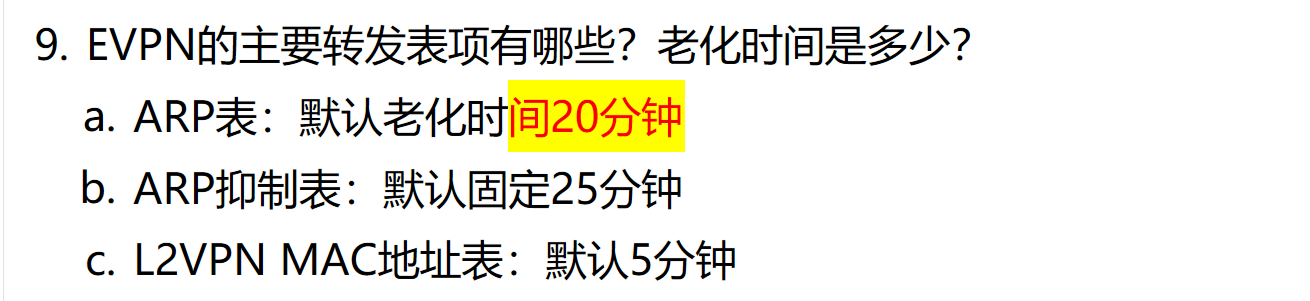 9. EVPN的主要转发表项有哪些？老化时间是多少？
a. ARP表：默认老化时间20分钟
b. ARP抑制表：默认固定25分钟
c. L2VPN MAC地址表：默认5分钟